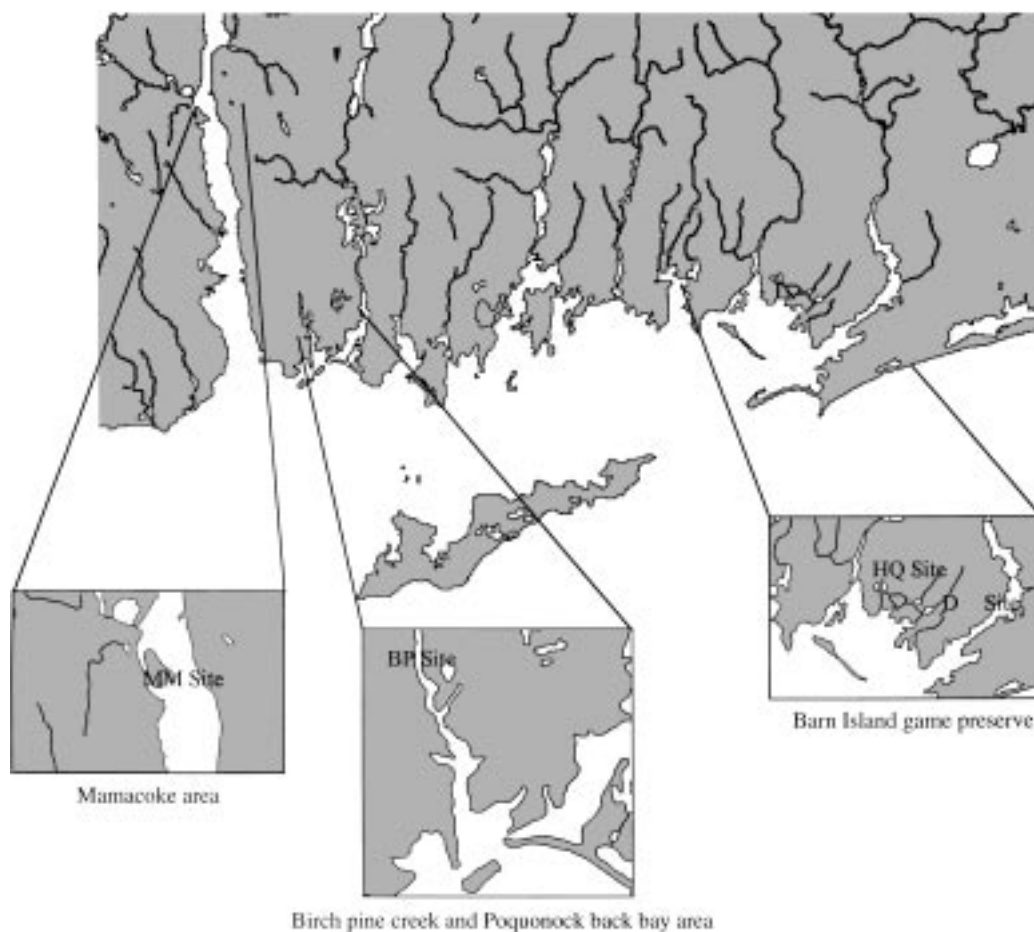 HQ Site
D Site
MM Site
BP Site
Barn Island game preserve
Mamacoke area
Birch pine creek and Poquonock back bay area